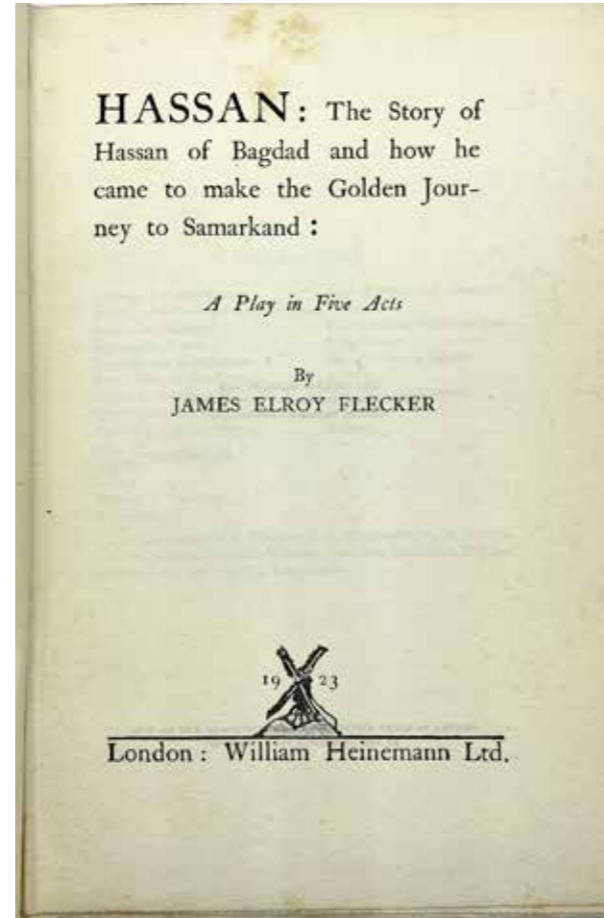 HASSAN: The Story of
Hassan of Bagdad and how he
came to make the Golden Jour-
ney to Samarkand :
A Play in Five Acts
By
JAMES ELROY FLECKER
19 23
London : William Heinemann Ltd.